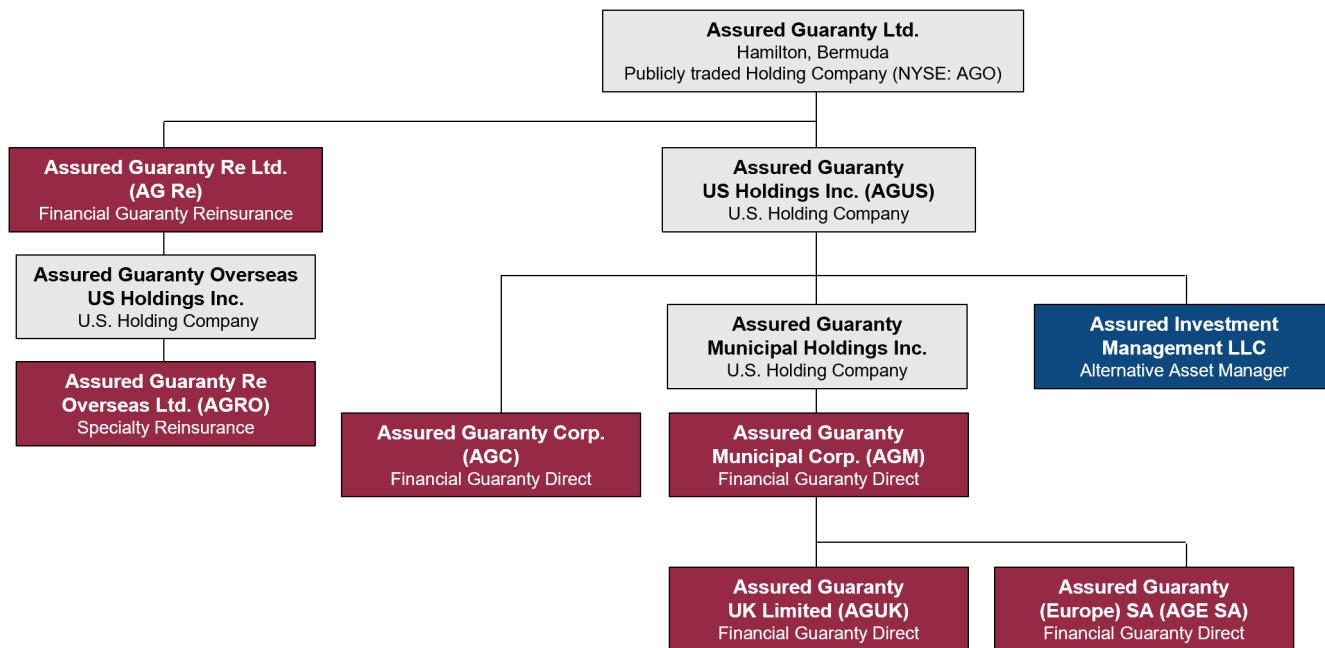 Assured Guaranty Ltd.
Hamilton, Bermuda
Publicly traded Holding Company (NYSE: AGO)
Assured Guaranty Re Ltd.
(AG Re)
Financial Guaranty Reinsurance
Assured Guaranty
US Holdings Inc. (AGUS)
U.S. Holding Company
Assured Guaranty Overseas
US Holdings Inc.
U.S. Holding Company
Assured Guaranty
Municipal Holdings Inc.
U.S. Holding Company
Assured Investment
Management LLC
Alternative Asset Manager
Assured Guaranty Re
Overseas Ltd. (AGRO)
Specialty Reinsurance
Assured Guaranty Corp.
(AGC)
Financial Guaranty Direct
Assured Guaranty
Municipal Corp. (AGM)
Financial Guaranty Direct
Assured Guaranty
UK Limited (AGUK)
Financial Guaranty Direct
Assured Guaranty
(Europe) SA (AGE SA)
Financial Guaranty Direct